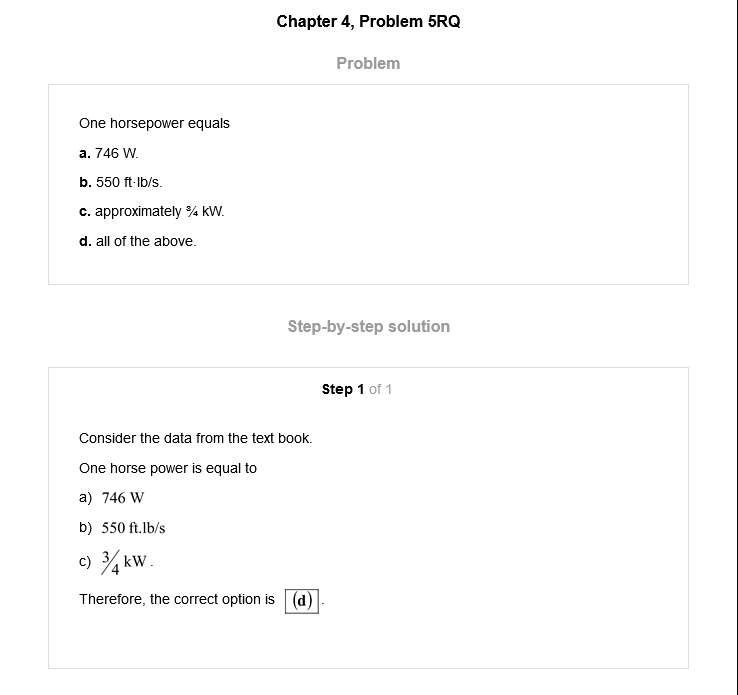 Chapter 4, Problem 5RQ
Problem
One horsepower equals
a. 746 W.
b. 550 ft·lb/s.
c. approximately ¾ kW.
d. all of the above.
Step-by-step solution
Step 1 of 1
Consider the data from the text book.
One horse power is equal to
a) 746 W
b) 550 ft.lb/s
c) 3/4 kW.
Therefore, the correct option is (d).